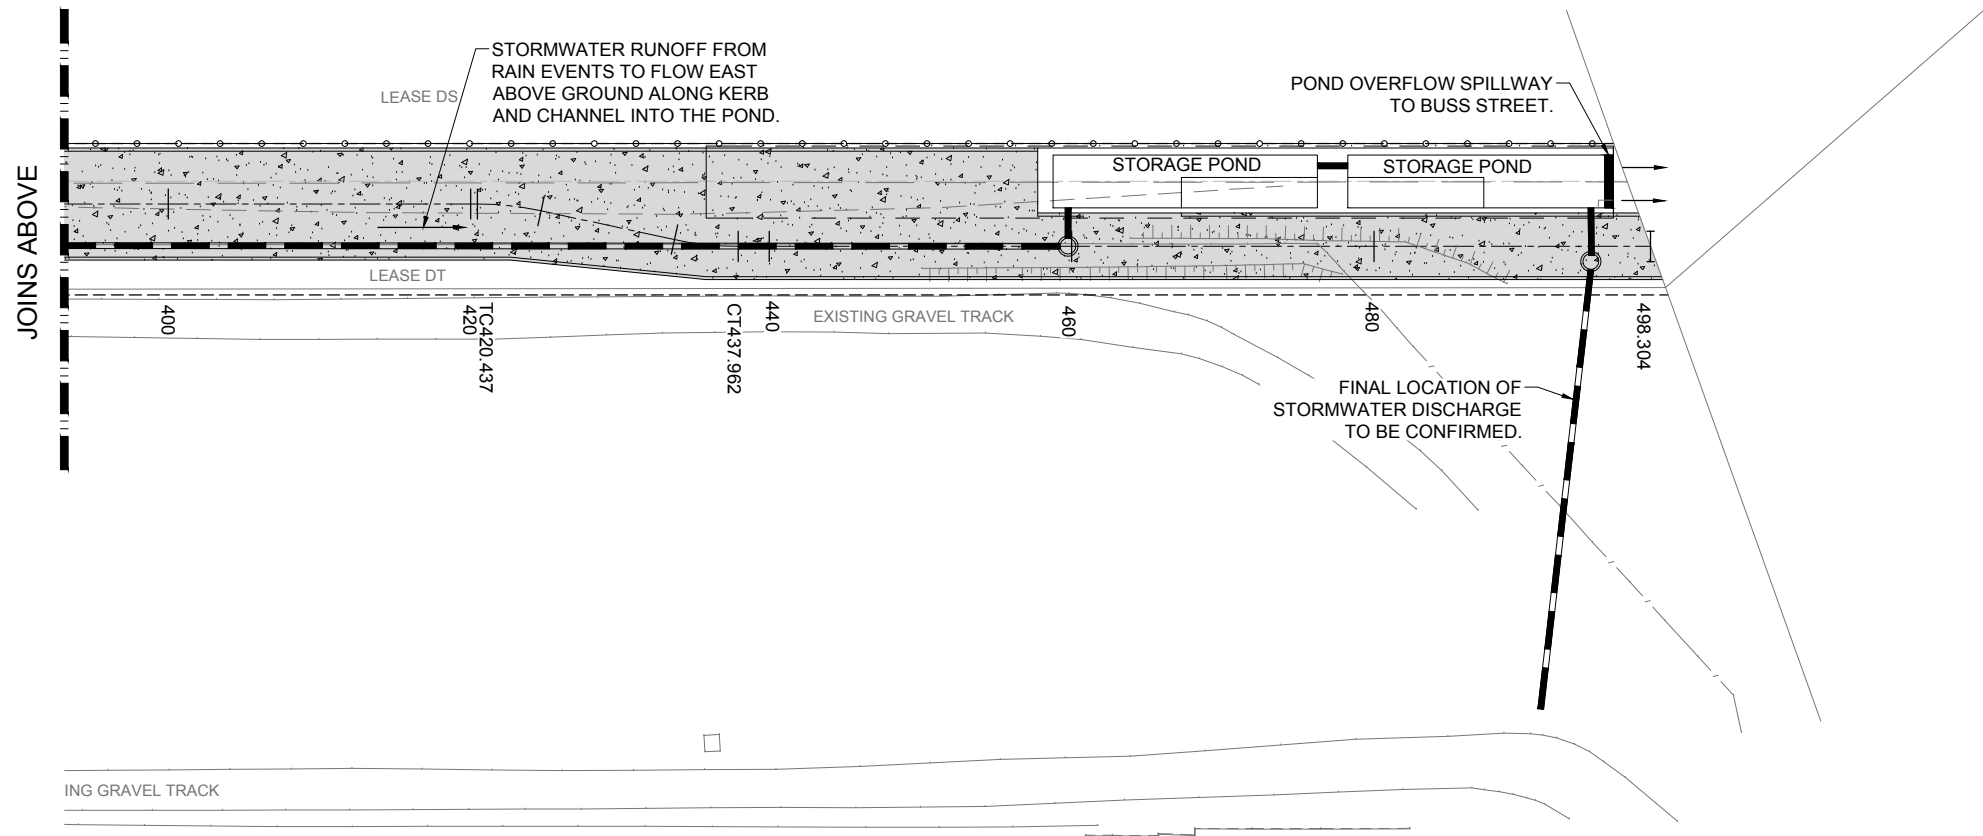 STORMWATER RUNOFF FROM
RAIN EVENTS TO FLOW EAST
ABOVE GROUND ALONG KERB
AND CHANNEL INTO THE POND.
LEASE DS
POND OVERFLOW SPILLWAY
TO BUSS STREET.
JOINS ABOVE
STORAGE POND
STORAGE POND
LEASE DT
EXISTING GRAVEL TRACK
400
420
TC420.437
CT437.962
440
460
480
498.304
FINAL LOCATION OF
STORMWATER DISCHARGE
TO BE CONFIRMED.
ING GRAVEL TRACK